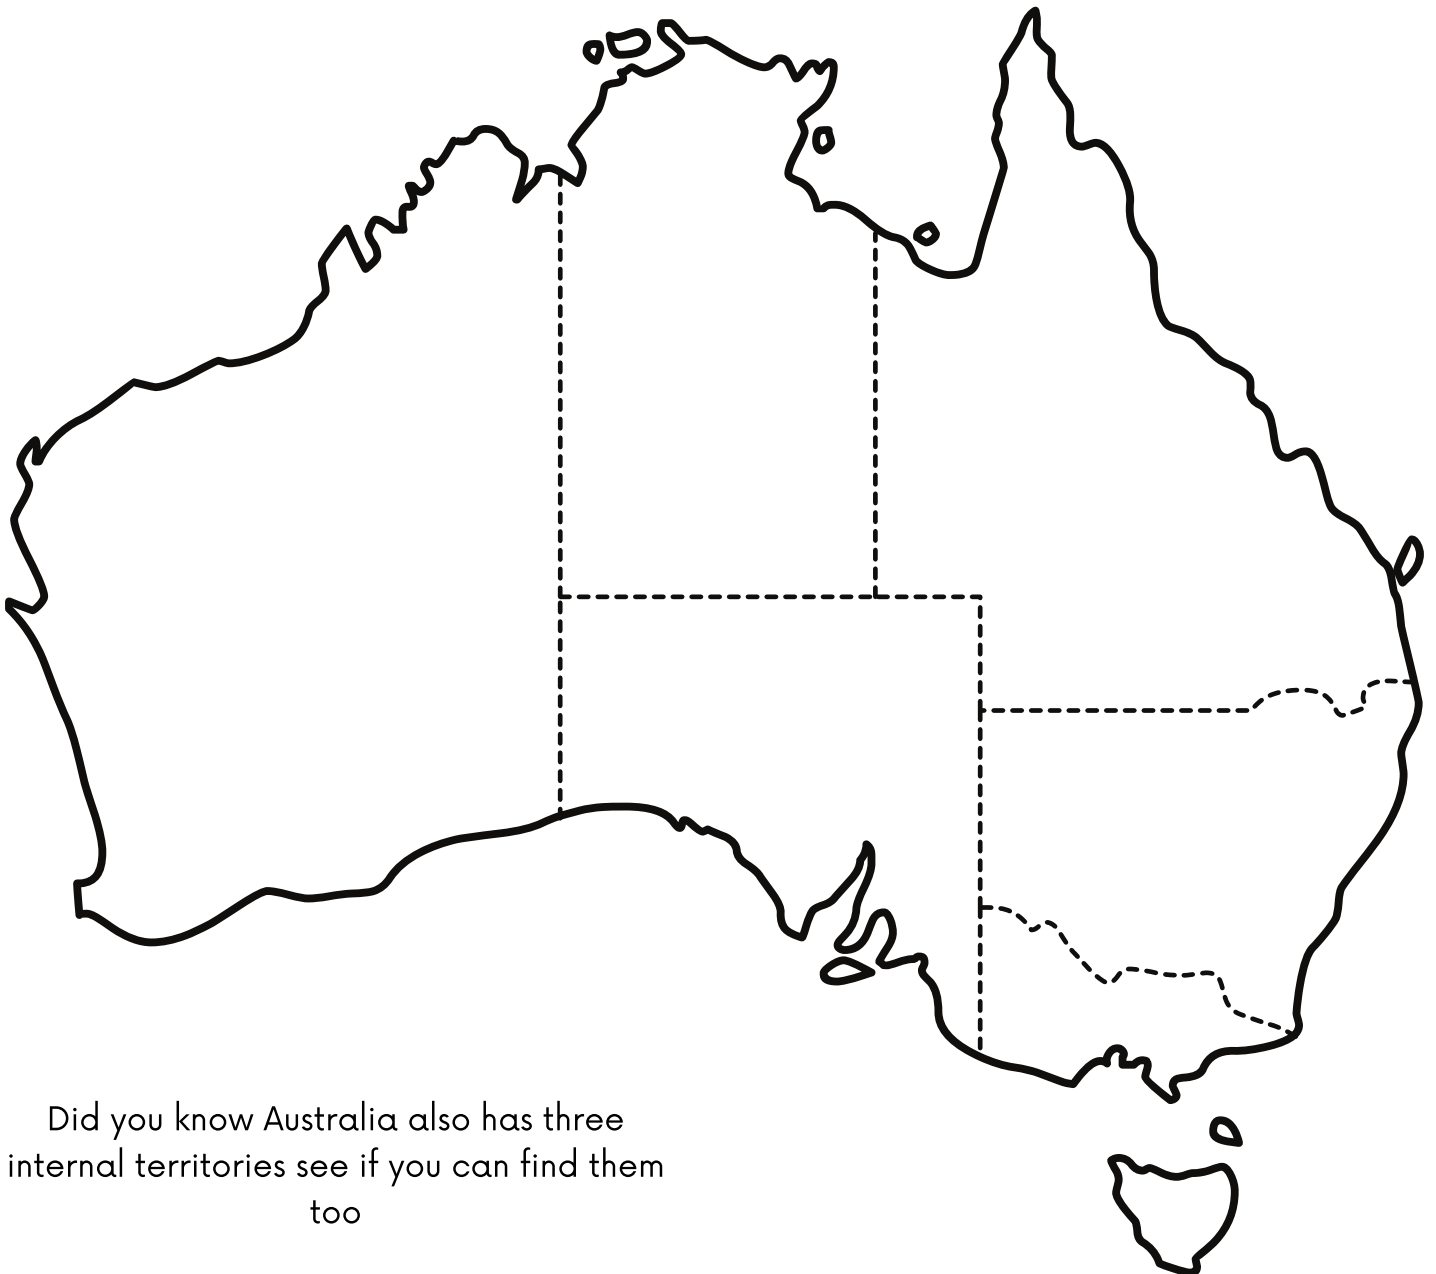 Did you know Australia also has three
internal territories see if you can find them
too